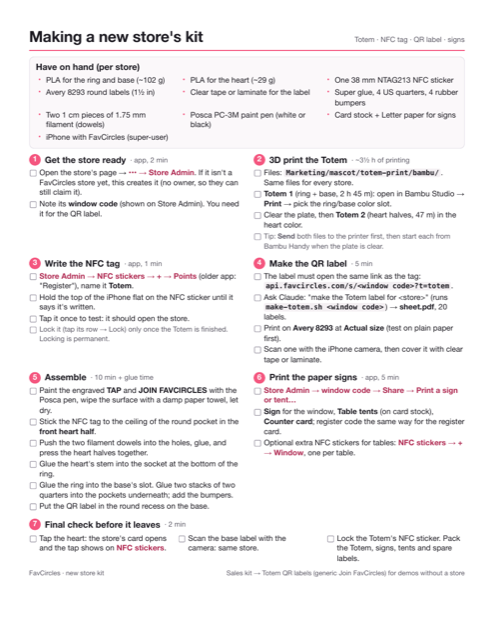 Making a new store's kit
Totem · NFC tag · QR label · signs
Have on hand (per store)
· PLA for the ring and base (~102 g)
· PLA for the heart (~29 g)
· One 38 mm NTAG213 NFC sticker
· Avery 8293 labels (1½ in)
· Clear tape or laminate for the label
· Super glue, 4 US quarters, 4 rubber
bumpers
· Two 1 cm pieces of 1.75 mm
filament (dowels)
· Posca PC-3M paint pen (white or
black)
· Card stock + Letter paper for signs
· iPhone with FavCircles (super-user)
1 Get the store ready · app, 2 min
Open the store's page → ••• → Store Admin. If it isn't a
FavCircles store yet, this creates it (no owner, so they can
still claim it).
Note its window code (shown on Store Admin). You need
it for the QR label.
2 3D print the Totem · ~3½ h of printing
Files: Marketing/mascot/totem-print/bambu/.
Same files for every store.
Totem 1 (ring + base, 2 h 45 m): open in Bambu Studio →
Print → pick the ring/base color slot.
Clear the plate, then Totem 2 (heart halves, 47 m) in the
heart color.
Tip: Send both files to the printer first, then start each from
Bambu Handy when the plate is clear.
3 Write the NFC tag · app, 1 min
Store Admin → NFC stickers → + → Points (older app:
"Register"), name it Totem.
Hold the top of the iPhone flat on the NFC sticker until it
says it's written.
Tap it once to test: it should open the store.
Lock it (tap its row → Lock) only once the Totem is finished.
Locking is permanent.
4 Make the QR label · 5 min
The label must open the same link as the tag:
api.favcircles.com/s/<window code>?t=totem.
Ask Claude: "make the Totem label for <store>" (runs
make-totem.sh <window code>) → sheet.pdf, 20
labels.
Print on Avery 8293 at Actual size (test on plain paper
first).
Scan one with the iPhone camera, then cover it with clear
tape or laminate.
5 Assemble · 10 min + glue time
Paint the engraved TAP and JOIN FAVCIRCLES with the
Posca pen, wipe the surface with a damp paper towel, let
dry.
Stick the NFC tag to the ceiling of the round pocket in the
front heart half.
Push the two filament dowels into the holes, glue, and
press the heart halves together.
Glue the heart's stem into the socket at the bottom of the
ring.
Glue the ring into the base's slot. Glue two stacks of two
quarters into the pockets underneath; add the bumpers.
Put the QR label in the round recess on the base.
6 Print the paper signs · app, 5 min
Store Admin → window code → Share → Print a sign
or tent...
Sign for the window, Table tents (on card stock),
Counter card; register code the same way for the register
card.
Optional extra NFC stickers for tables: NFC stickers → +
→ Window, one per table.
7 Final check before it leaves · 2 min
Tap the heart: the store's card opens
and the tap shows on NFC stickers.
Scan the base label with the
camera: same store.
Lock the Totem's NFC sticker. Pack
the Totem, signs, tents and spare
labels.
FavCircles · new store kit
Sales kit → Totem QR labels (generic Join FavCircles) for demos without a store